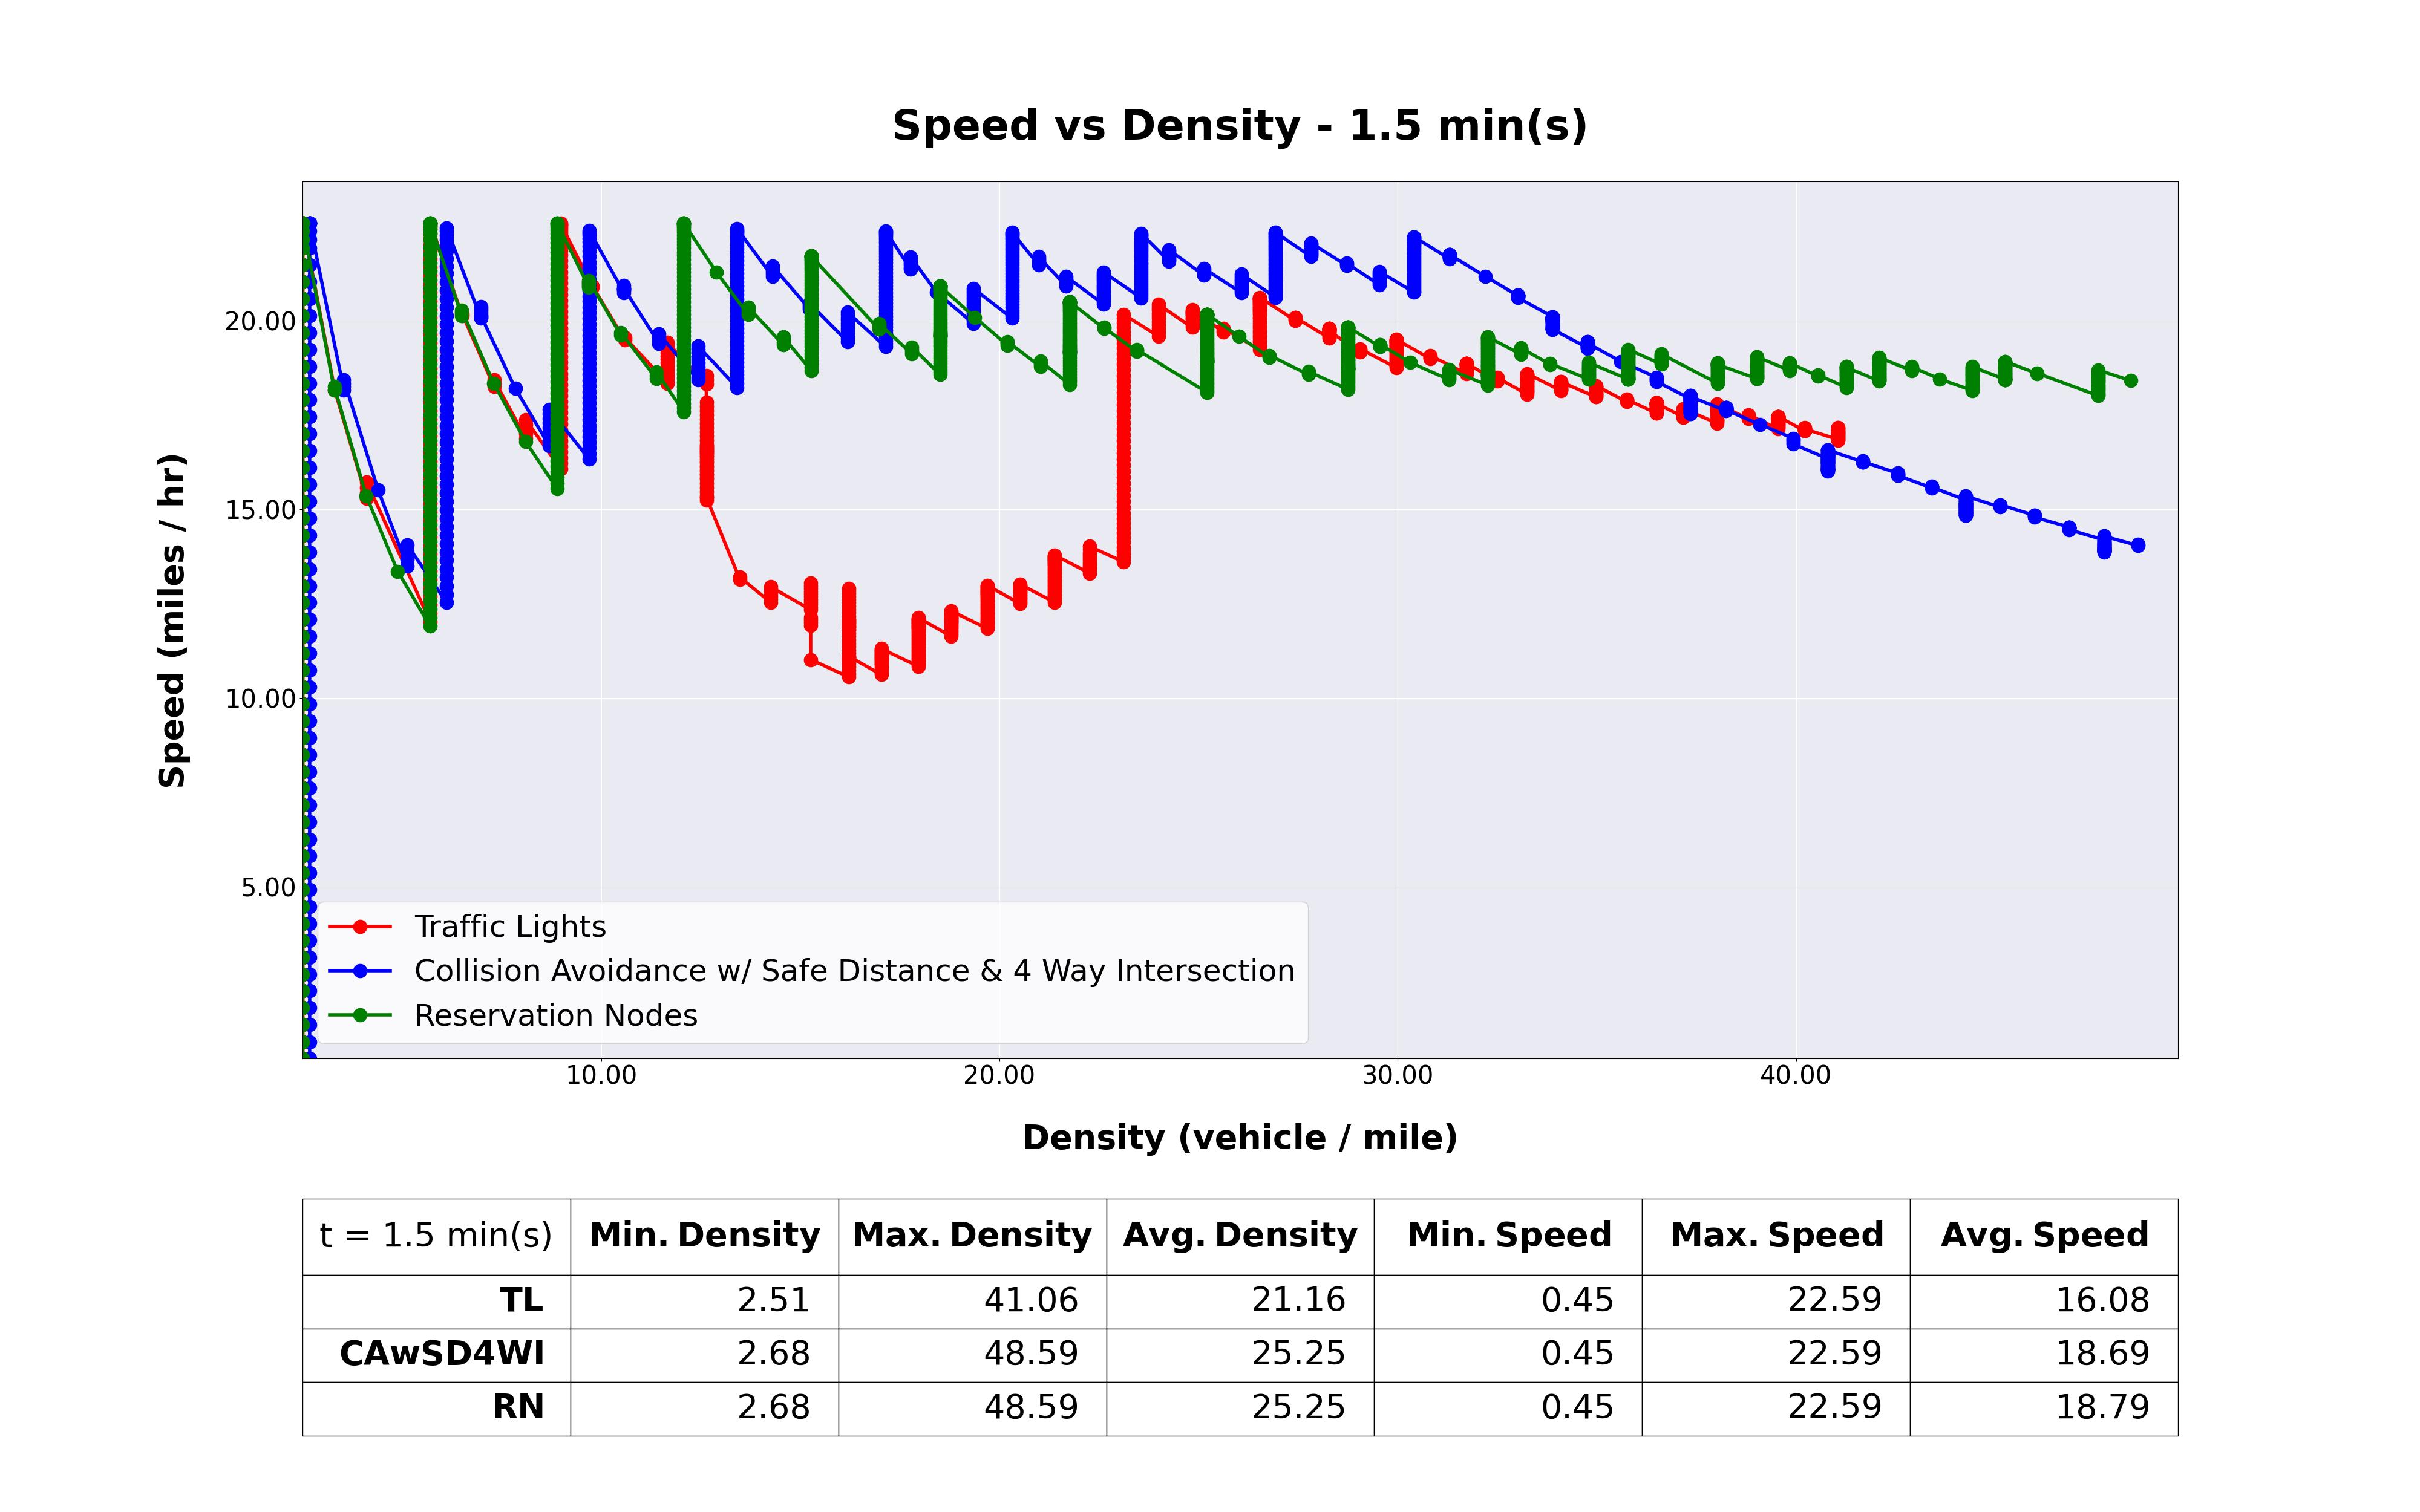 Speed vs Density - 1.5 min(s)
Speed (miles / hr)
20.00
15.00
10.00
5.00
Traffic Lights
Collision Avoidance w/ Safe Distance & 4 Way Intersection
Reservation Nodes
10.00 20.00 30.00 40.00
Density (vehicle / mile)
t = 1.5 min(s) Min. Density Max. Density Avg. Density Min. Speed Max. Speed Avg. Speed
TL 2.51 41.06 21.16 0.45 22.59 16.08
CAwSD4WI 2.68 48.59 25.25 0.45 22.59 18.69
RN 2.68 48.59 25.25 0.45 22.59 18.79